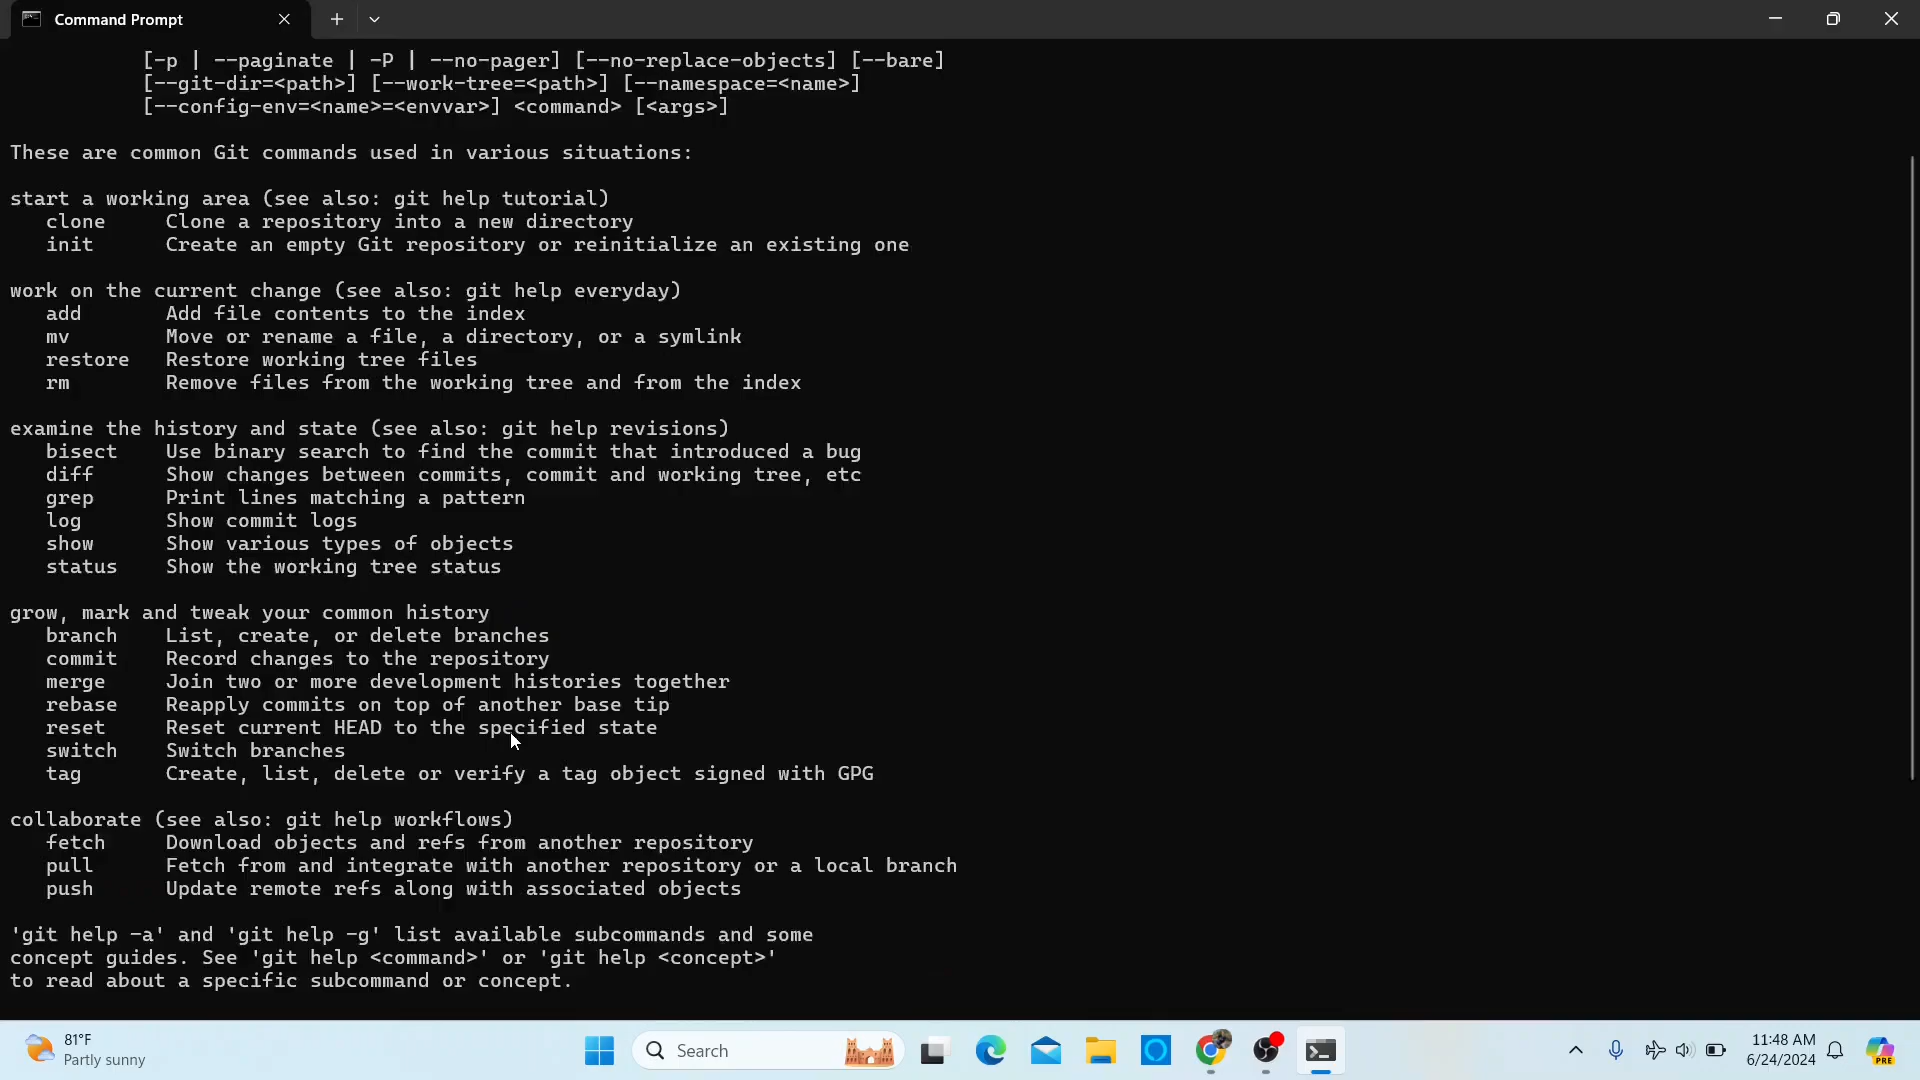 Command Prompt
[-p | --paginate | -P | --no-pager] [--no-replace-objects] [--bare]
[--git-dir=<path>] [--work-tree=<path>] [--namespace=<name>]
[--config-env=<name>=<envvar>] <command> [<args>]
These are common Git commands used in various situations:
start a working area (see also: git help tutorial)
clone Clone a repository into a new directory
init Create an empty Git repository or reinitialize an existing one
work on the current change (see also: git help everyday)
add Add file contents to the index
mv Move or rename a file, a directory, or a symlink
restore Restore working tree files
rm Remove files from the working tree and from the index
examine the history and state (see also: git help revisions)
bisect Use binary search to find the commit that introduced a bug
diff Show changes between commits, commit and working tree, etc
grep Print lines matching a pattern
log Show commit logs
show Show various types of objects
status Show the working tree status
grow, mark and tweak your common history
branch List, create, or delete branches
commit Record changes to the repository
merge Join two or more development histories together
rebase Reapply commits on top of another base tip
reset Reset current HEAD to the specified state
switch Switch branches
tag Create, list, delete or verify a tag object signed with GPG
collaborate (see also: git help workflows)
fetch Download objects and refs from another repository
pull Fetch from and integrate with another repository or a local branch
push Update remote refs along with associated objects
'git help -a' and 'git help -g' list available subcommands and some
concept guides. See 'git help <command>' or 'git help <concept>'
to read about a specific subcommand or concept.
81°F
Partly sunny
Search
11:48 AM
6/24/2024
PRE